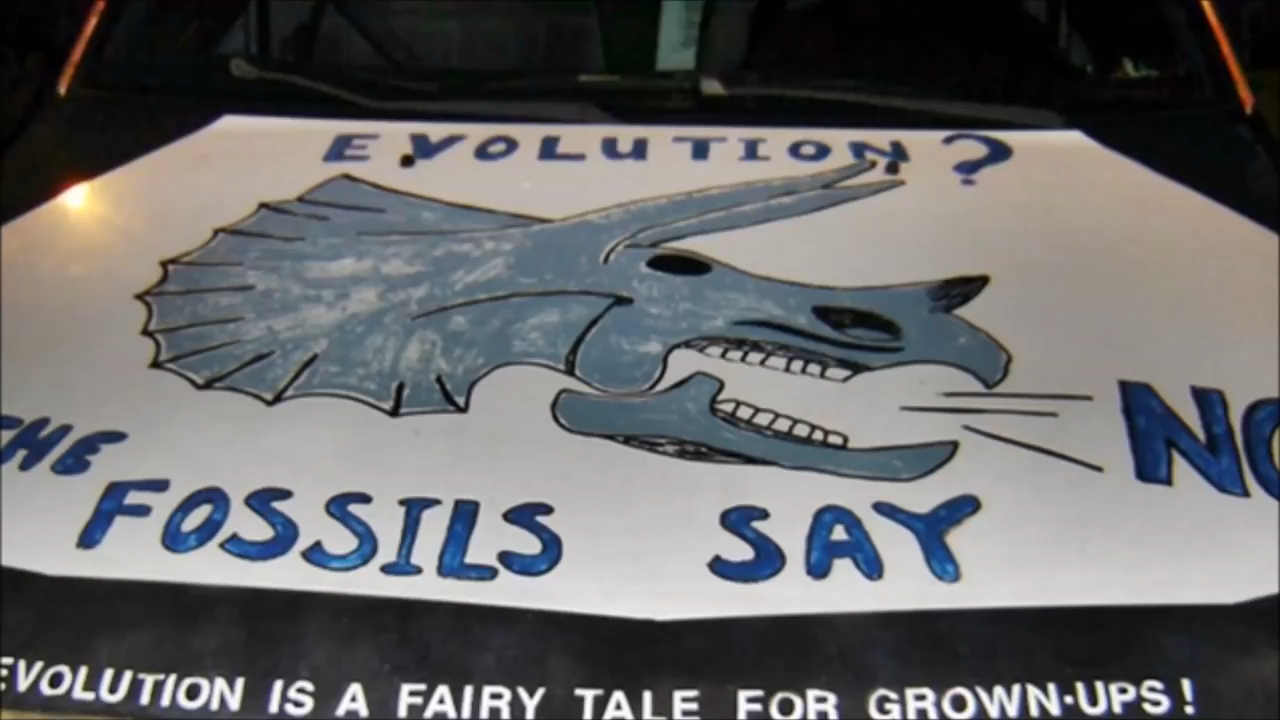 EVOLUTION?
NO
THE
FOSSILS SAY
EVOLUTION IS A FAIRY TALE FOR GROWN-UPS!